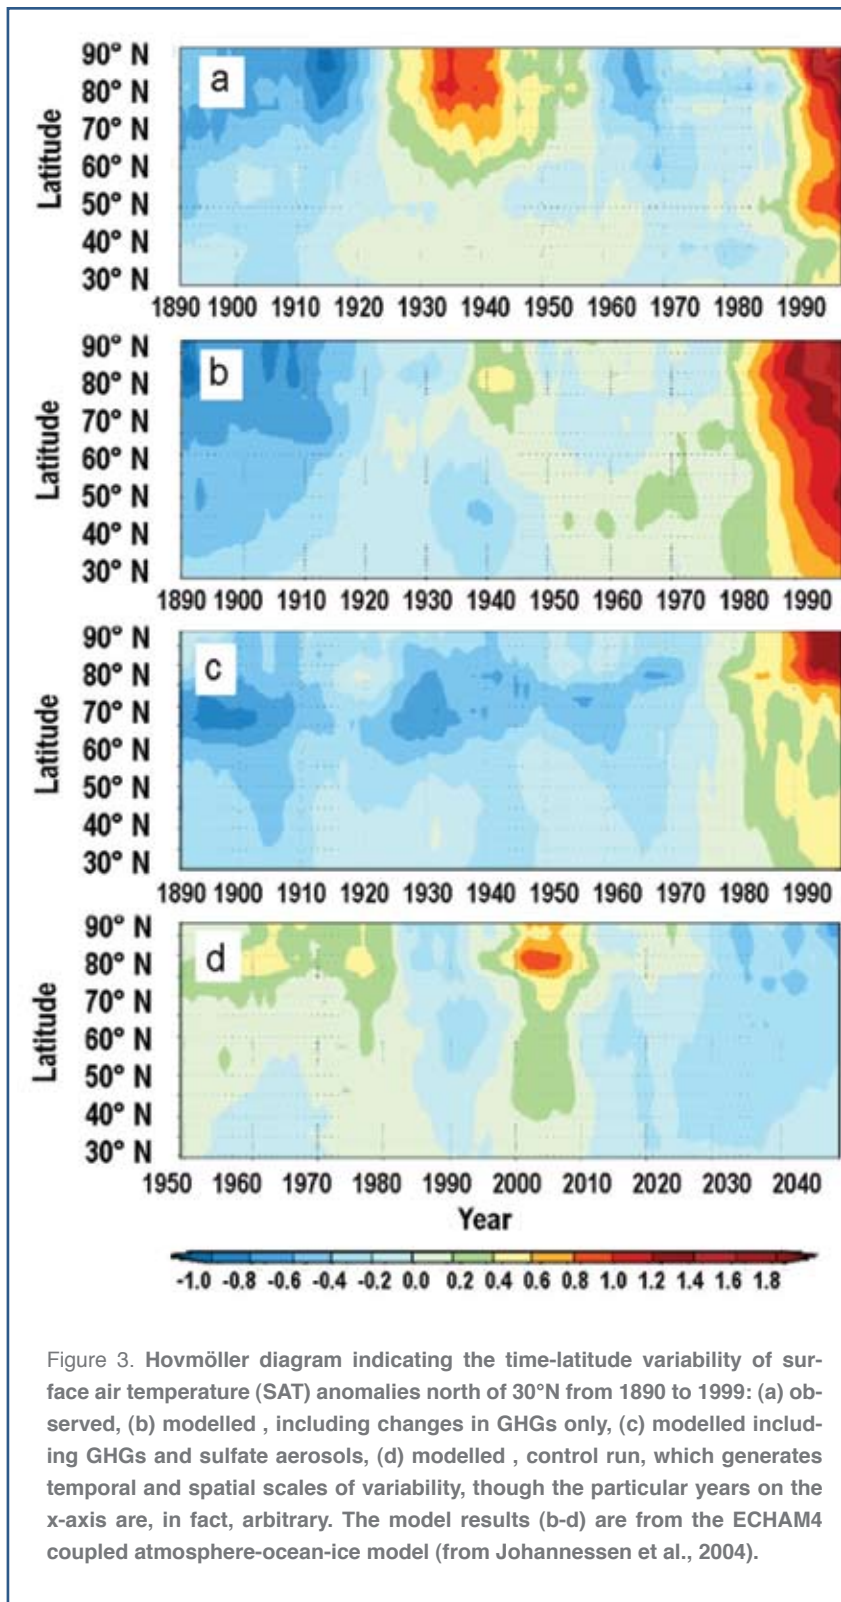 90° N
80° N
70° N
60° N
50° N
40° N
30° N
Latitude
a
1890 1900 1910 1920 1930 1940 1950 1960 1970 1980 1990
90° N
80° N
70° N
60° N
50° N
40° N
30° N
Latitude
b
1890 1900 1910 1920 1930 1940 1950 1960 1970 1980 1990
90° N
80° N
70° N
60° N
50° N
40° N
30° N
Latitude
c
1890 1900 1910 1920 1930 1940 1950 1970 1980 1990
90° N
80° N
70° N
60° N
50° N
40° N
30° N
Latitude
d
1950 1960 1970 1980 1990 2000 2010 2020 2030 2040
Year
-1.0 -0.8 -0.6 -0.4 -0.2 0.0 0.2 0.4 0.6 0.8 1.0 1.2 1.4 1.6 1.8
Figure 3. Hovmöller diagram indicating the time-latitude variability of sur-
face air temperature (SAT) anomalies north of 30°N from 1890 to 1999: (a) ob-
served, (b) modelled , including changes in GHGs only, (c) modelled includ-
ing GHGs and sulfate aerosols, (d) modelled , control run, which generates
temporal and spatial scales of variability, though the particular years on the
x-axis are, in fact, arbitrary. The model results (b-d) are from the ECHAM4
coupled atmosphere-ocean-ice model (from Johannessen et al., 2004).